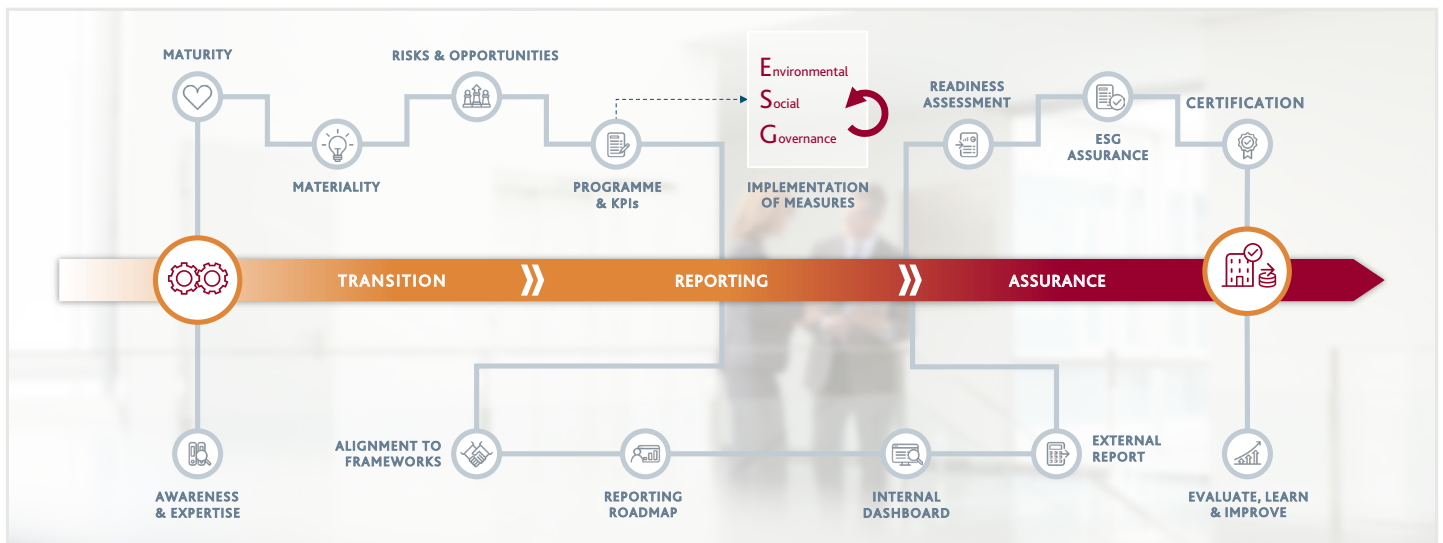 MATURITY
RISKS & OPPORTUNITIES
Environmental
Social
Governance
READINESS
ASSESSMENT
CERTIFICATION
ESG
ASSURANCE
MATERIALITY
PROGRAMME
& KPIs
IMPLEMENTATION
OF MEASURES
TRANSITION
REPORTING
ASSURANCE
ALIGNMENT TO
FRAMEWORKS
EXTERNAL
REPORT
AWARENESS
& EXPERTISE
REPORTING
ROADMAP
INTERNAL
DASHBOARD
EVALUATE, LEARN
& IMPROVE